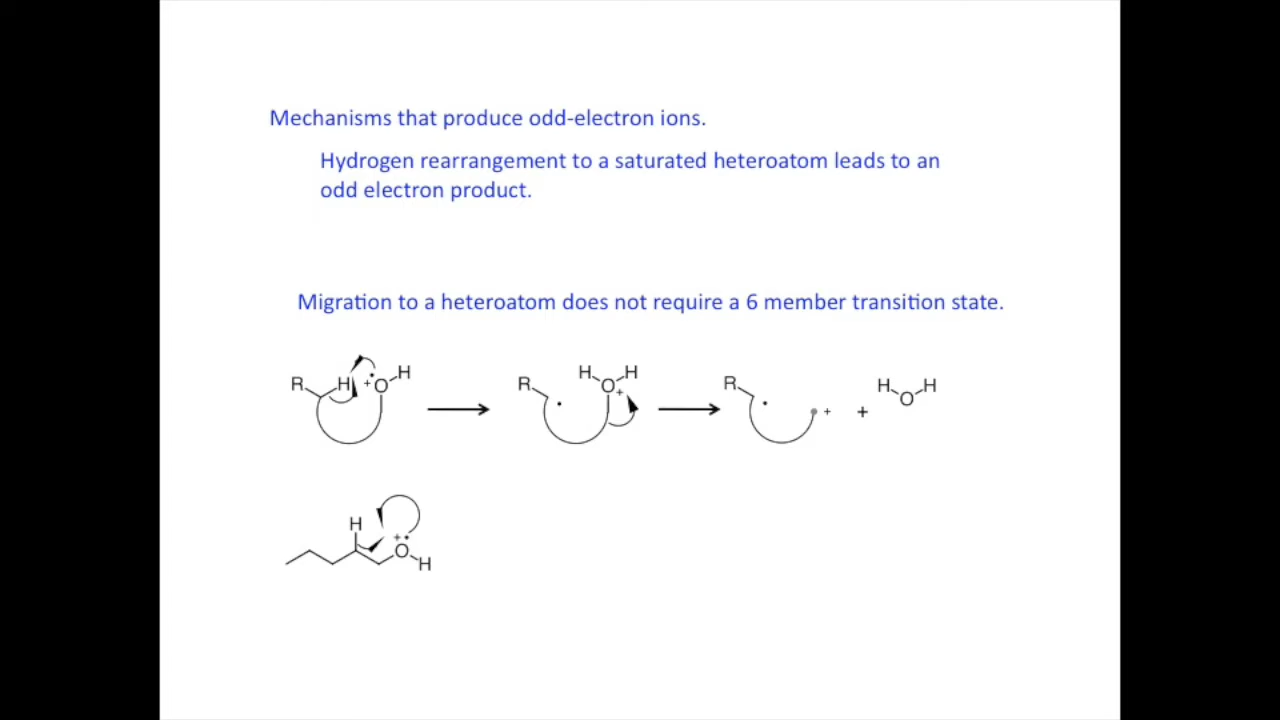 Mechanisms that produce odd-electron ions.
Hydrogen rearrangement to a saturated heteroatom leads to an
odd electron product.
Migration to a heteroatom does not require a 6 member transition state.
R H +• O H R • H O + H R • • + + H O H
H +• O H